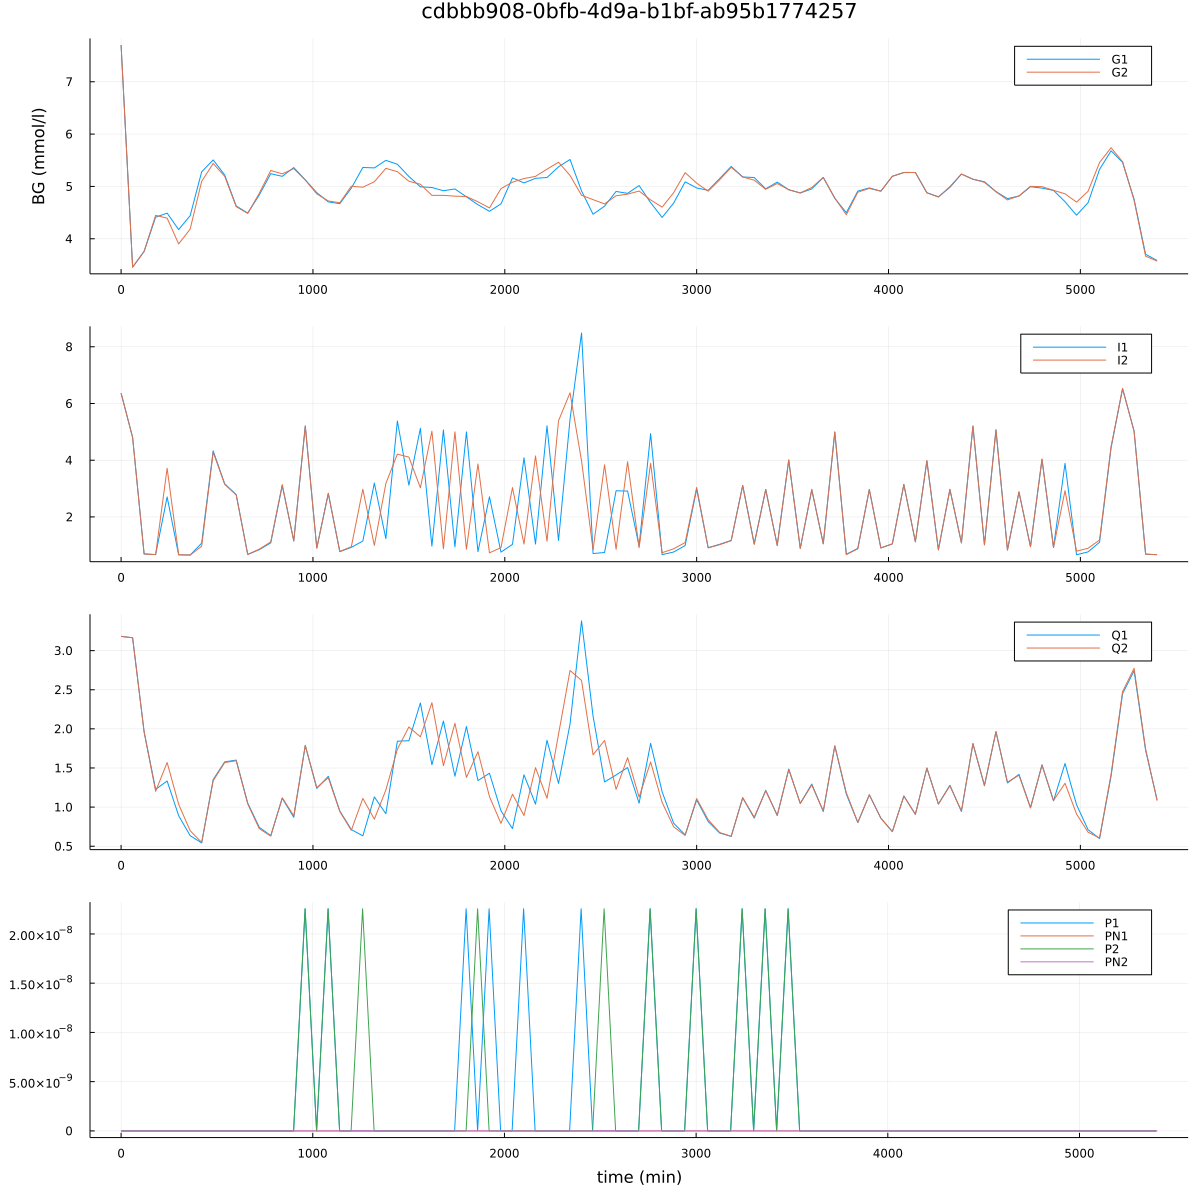 cdbbb908-0bfb-4d9a-b1bf-ab95b1774257
BG (mmol/l)
7
6
5
4
0 1000 2000 3000 4000 5000
G1
G2
8
6
4
2
0 1000 2000 3000 4000 5000
I1
I2
3.0
2.5
2.0
1.5
1.0
0.5
0 1000 2000 3000 4000 5000
Q1
Q2
2.00×10⁻⁸
1.50×10⁻⁸
1.00×10⁻⁸
5.00×10⁻⁹
0
0 1000 2000 3000 4000 5000
P1
PN1
P2
PN2
time (min)